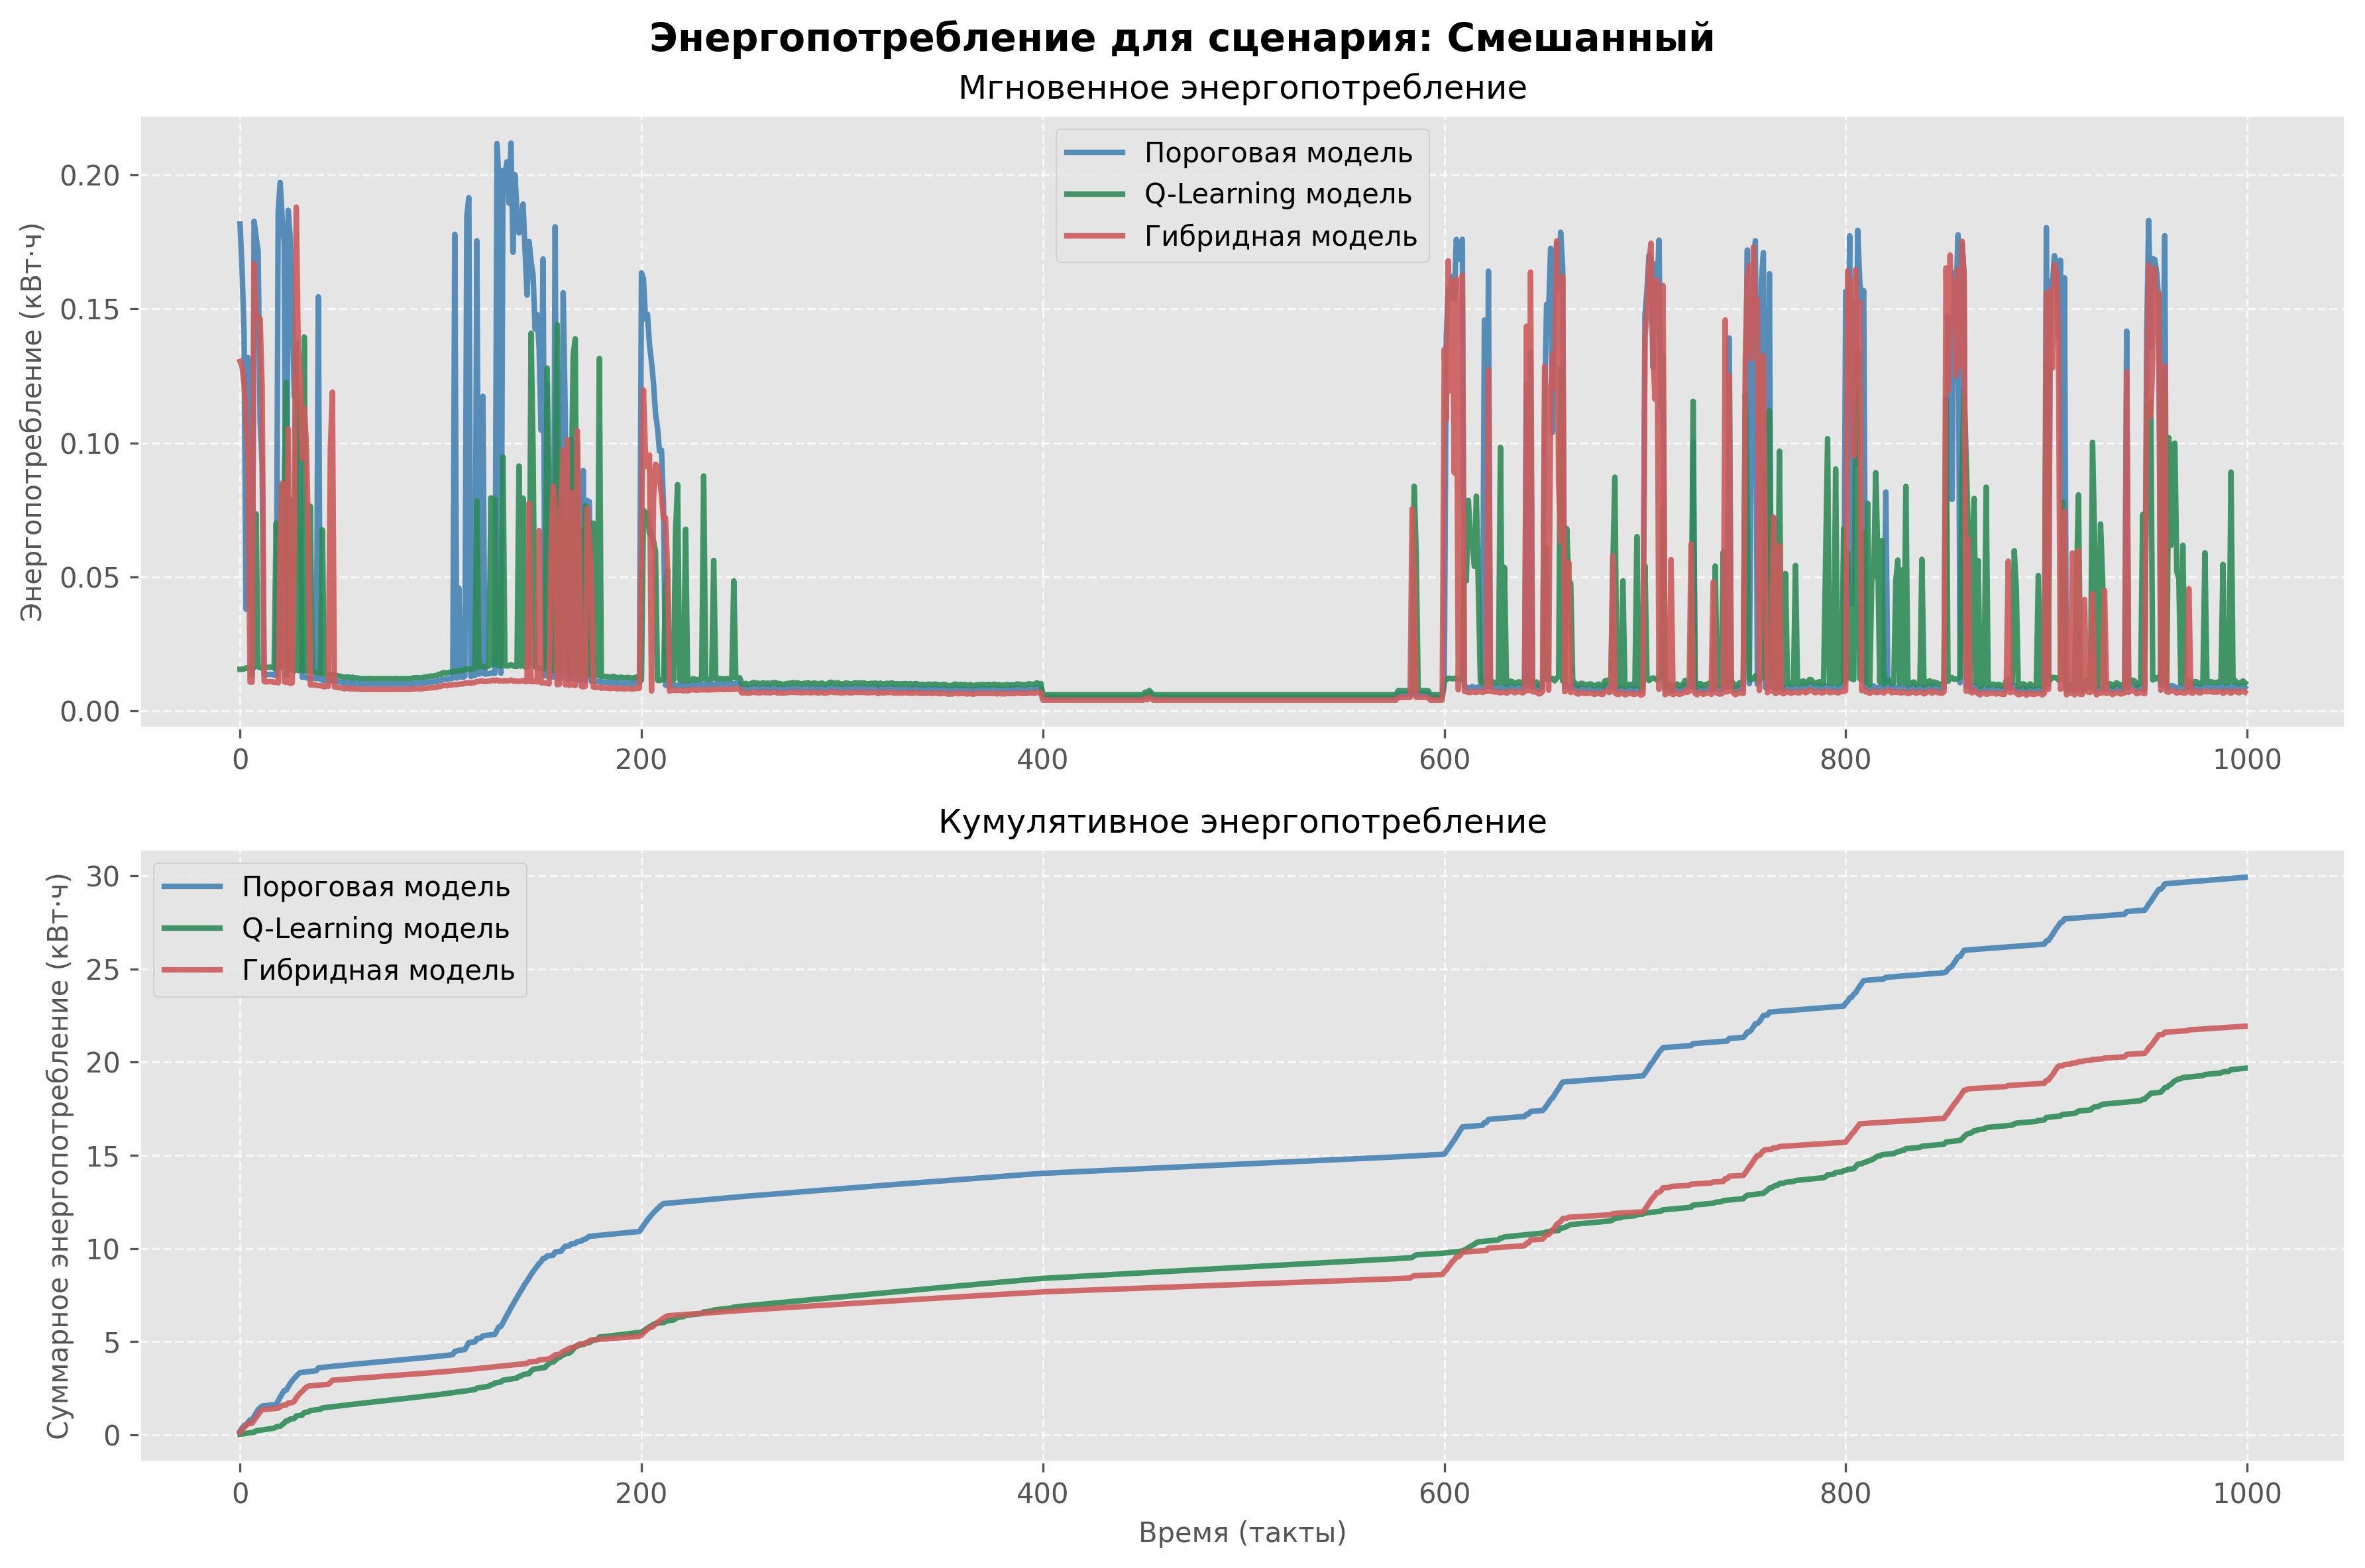 Энергопотребление для сценария: Смешанный
Мгновенное энергопотребление
Энергопотребление (кВт·ч)
0.20
0.15
0.10
0.05
0.00
Пороговая модель
Q-Learning модель
Гибридная модель
0 200 400 600 800 1000
Кумулятивное энергопотребление
Суммарное энергопотребление (кВт·ч)
30
25
20
15
10
5
0
Пороговая модель
Q-Learning модель
Гибридная модель
0 200 400 600 800 1000
Время (такты)